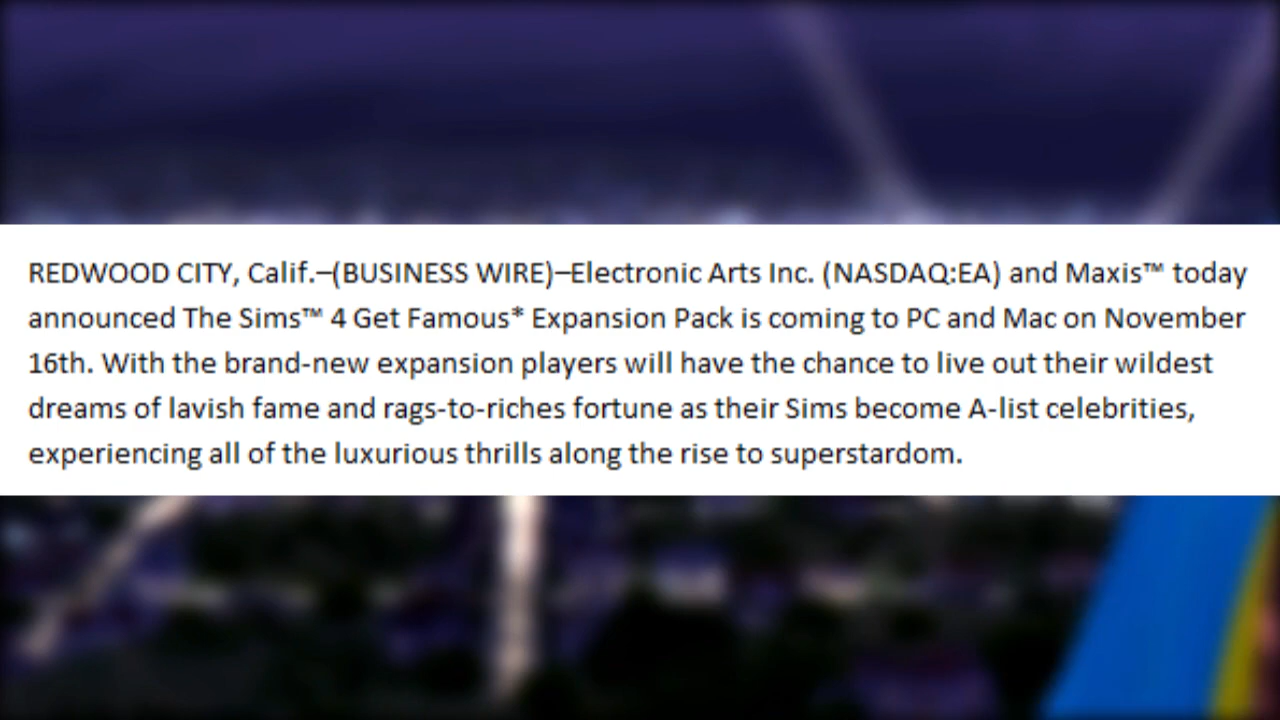 REDWOOD CITY, Calif.–(BUSINESS WIRE)–Electronic Arts Inc. (NASDAQ:EA) and Maxis™ today
announced The Sims™ 4 Get Famous* Expansion Pack is coming to PC and Mac on November
16th. With the brand-new expansion players will have the chance to live out their wildest
dreams of lavish fame and rags-to-riches fortune as their Sims become A-list celebrities,
experiencing all of the luxurious thrills along the rise to superstardom.